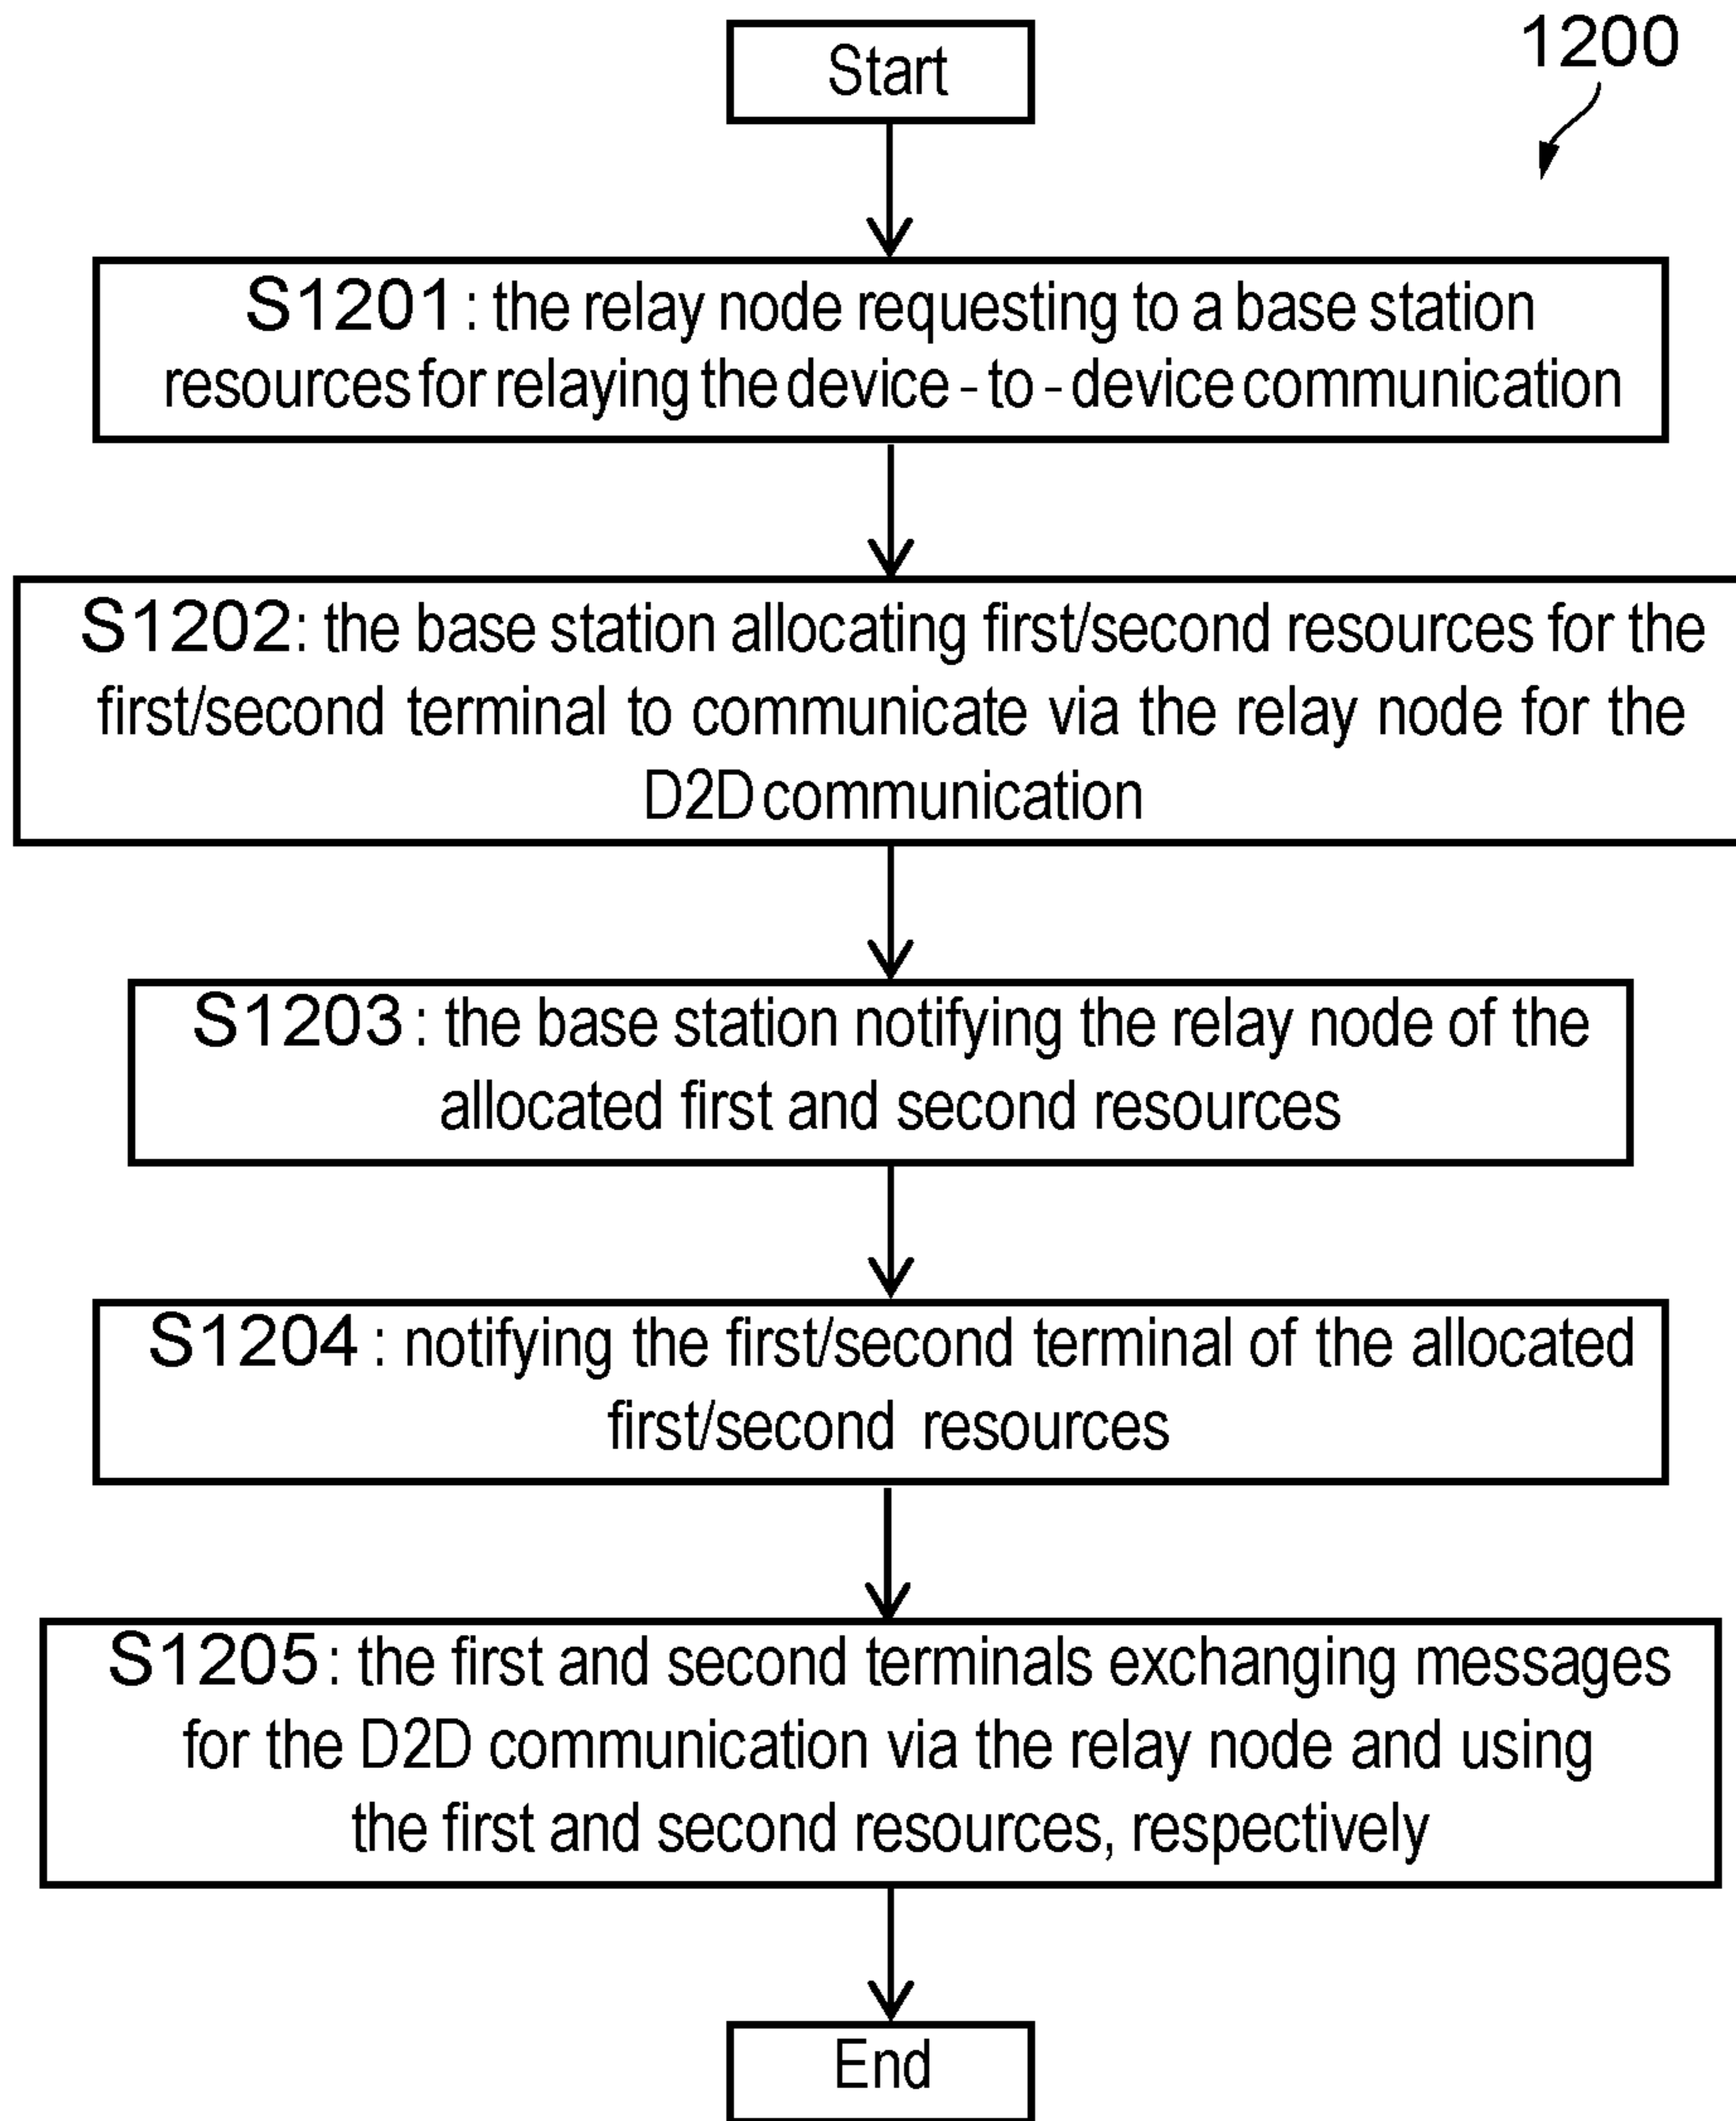 Start
1200
S1201: the relay node requesting to a base station
resources for relaying the device-to-device communication
S1202: the base station allocating first/second resources for the
first/second terminal to communicate via the relay node for the
D2D communication
S1203: the base station notifying the relay node of the
allocated first and second resources
S1204: notifying the first/second terminal of the allocated
first/second resources
S1205: the first and second terminals exchanging messages
for the D2D communication via the relay node and using
the first and second resources, respectively
End